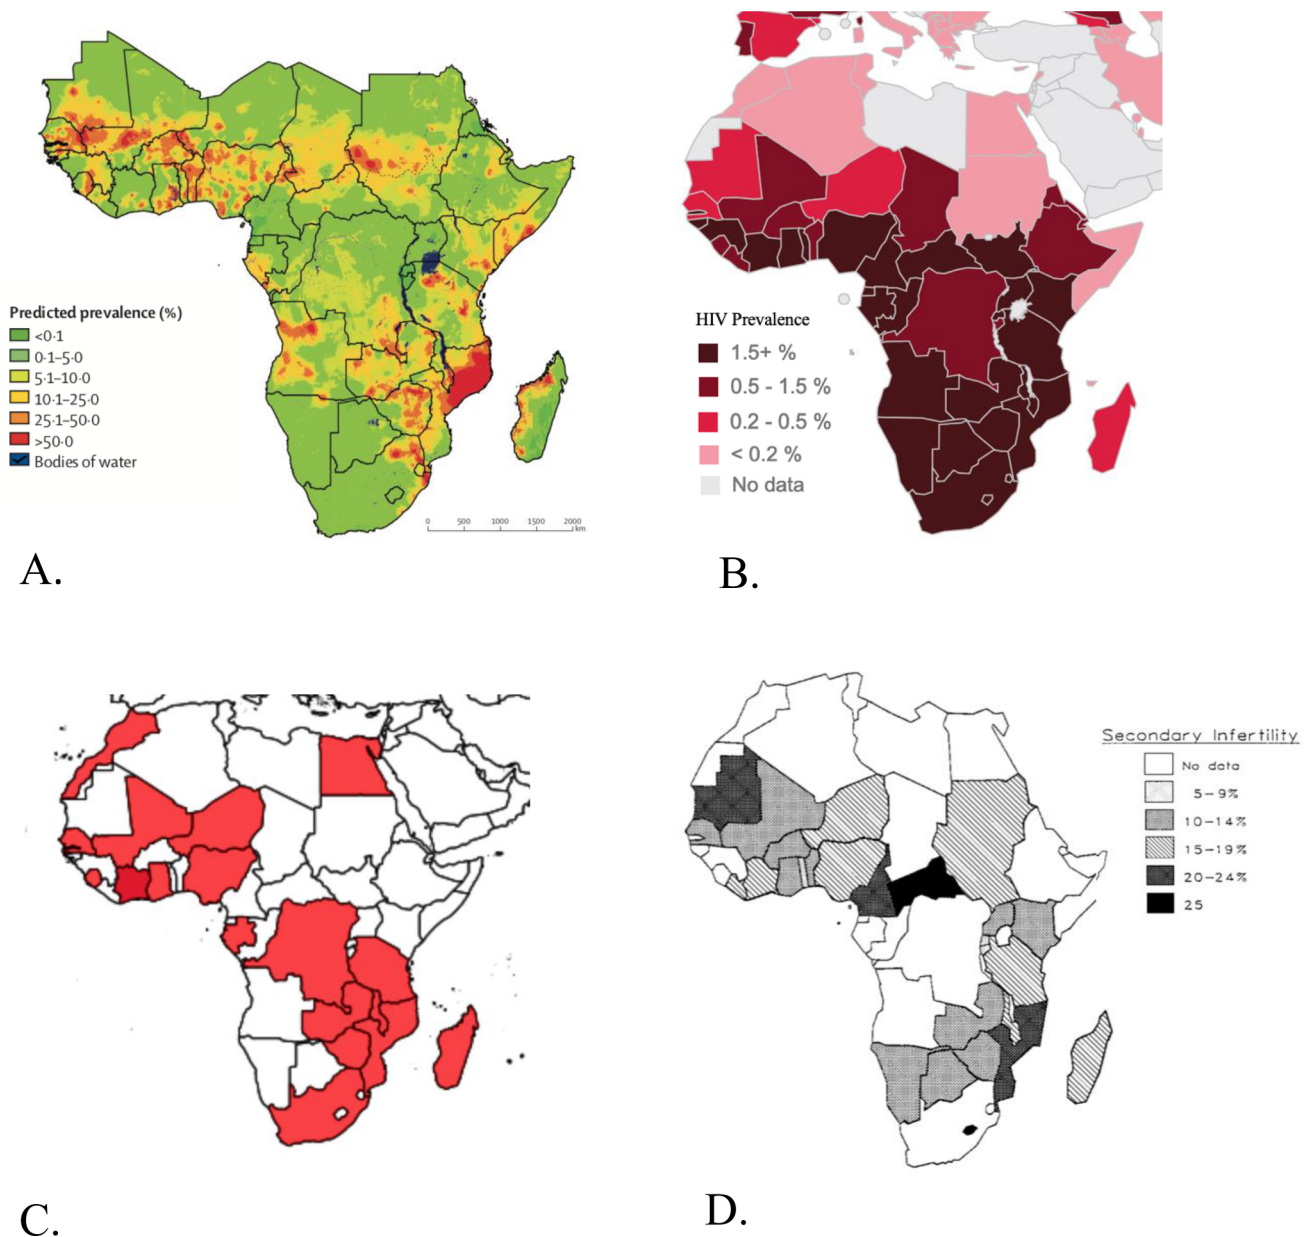 Predicted prevalence (%)
<0·1
0·1–5·0
5·1–10·0
10·1–25·0
25·1–50·0
>50·0
Bodies of water
0 500 1000 1500 2000
km
A.
HIV Prevalence
1.5+ %
0.5 - 1.5 %
0.2 - 0.5 %
< 0.2 %
No data
B.
C.
Secondary Infertility
No data
5-9%
10-14%
15-19%
20-24%
25
D.